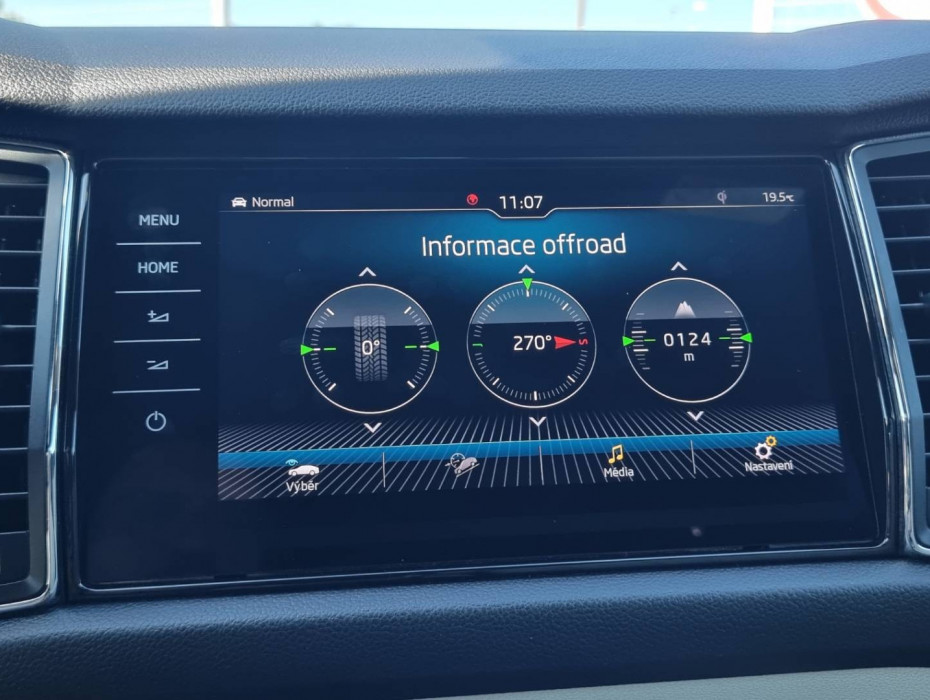 Normal
11:07
19.5°C
MENU
HOME
Informace offroad
0°
270°
S
0124
m
Výběr
Média
Nastavení